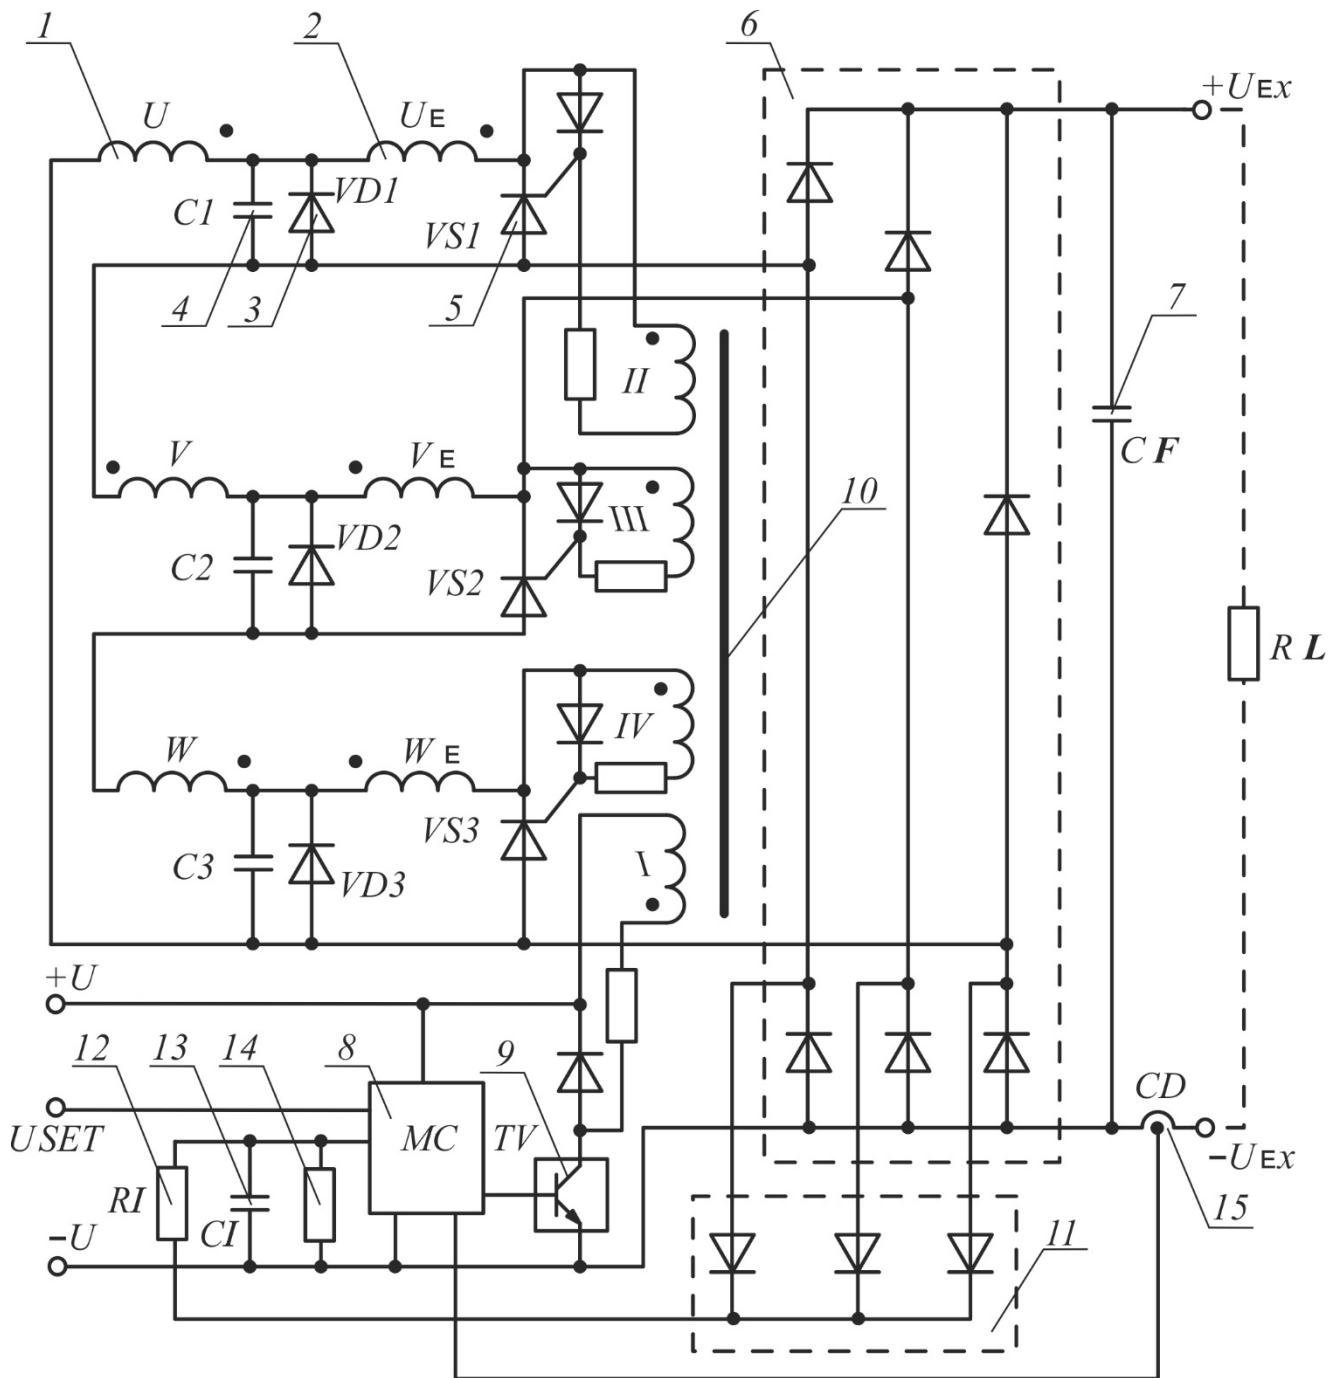 1
2
6
+UEx
U
UE
VD1
C1
VS1
4
3
5
7
II
V
VE
CF
10
III
VD2
C2
VS2
RL
W
WE
IV
VS3
C3
VD3
I
+U
12
13
14
8
9
CD
USET
MC
TV
-UEx
RI
CI
15
-U
11